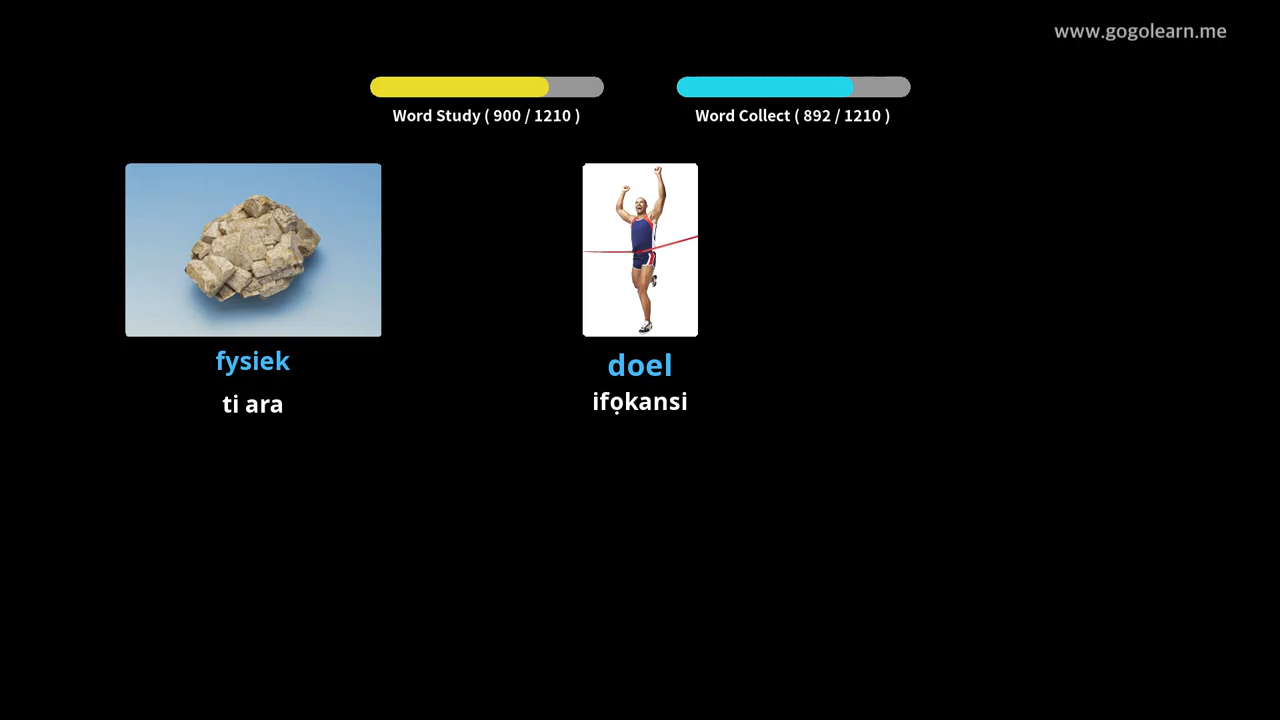 www.gogolearn.me
Word Study ( 900 / 1210 )
Word Collect ( 892 / 1210 )
fysiek
ti ara
doel
ifọkansi